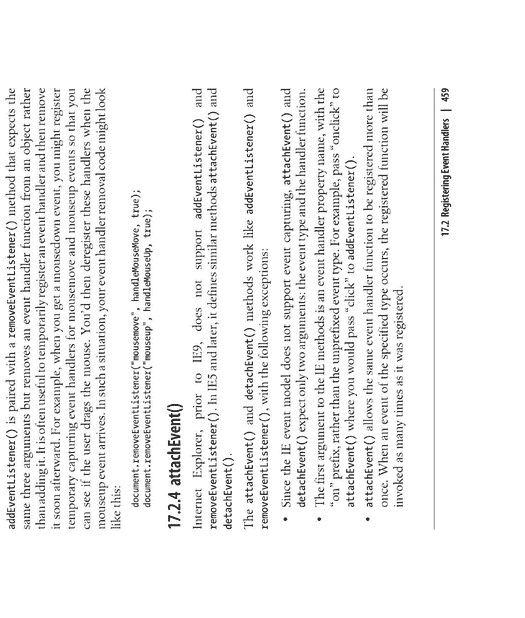 addEventListener() is paired with a removeEventListener() method that expects the
same three arguments but removes an event handler function from an object rather
than adding it. It is often useful to temporarily register an event handler and then remove
it soon afterward. For example, when you get a mousedown event, you might register
temporary capturing event handlers for mousemove and mouseup events so that you
can see if the user drags the mouse. You'd then deregister these handlers when the
mouseup event arrives. In such a situation, your event handler removal code might look
like this:
document.removeEventListener("mousemove", handleMouseMove, true);
document.removeEventListener("mouseup", handleMouseUp, true);
17.2.4 attachEvent()
Internet Explorer, prior to IE9, does not support addEventListener() and
removeEventListener(). In IE5 and later, it defines similar methods attachEvent() and
detachEvent().
The attachEvent() and detachEvent() methods work like addEventListener() and
removeEventListener(), with the following exceptions:
• Since the IE event model does not support event capturing, attachEvent() and
detachEvent() expect only two arguments: the event type and the handler function.
• The first argument to the IE methods is an event handler property name, with the
"on" prefix, rather than the unprefixed event type. For example, pass "onclick" to
attachEvent() where you would pass "click" to addEventListener().
• attachEvent() allows the same event handler function to be registered more than
once. When an event of the specified type occurs, the registered function will be
invoked as many times as it was registered.
17.2 Registering Event Handlers | 459